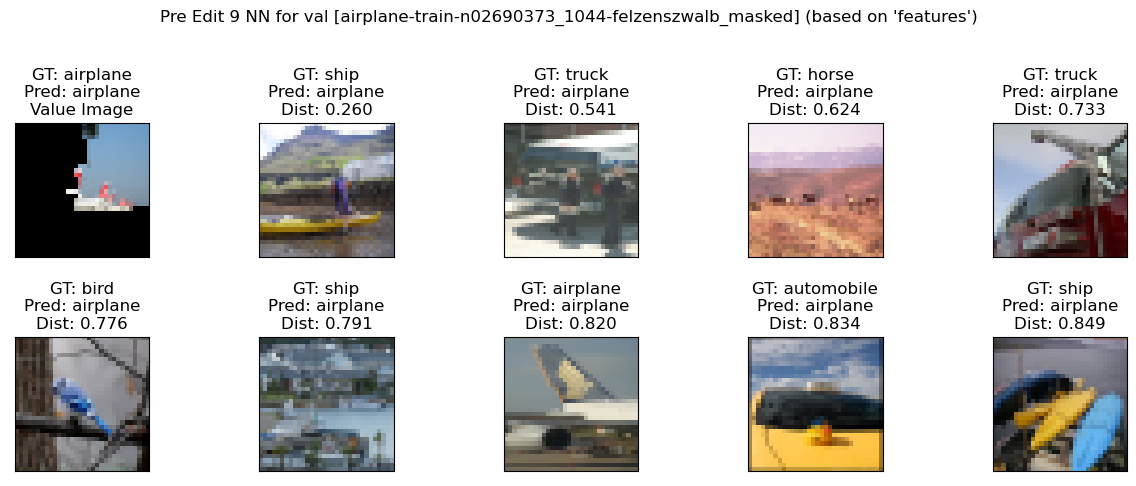 Pre Edit 9 NN for val [airplane-train-n02690373_1044-felzenszwalb_masked] (based on 'features')
GT: airplane
Pred: airplane
Value Image
GT: ship
Pred: airplane
Dist: 0.260
GT: truck
Pred: airplane
Dist: 0.541
GT: horse
Pred: airplane
Dist: 0.624
GT: truck
Pred: airplane
Dist: 0.733
GT: bird
Pred: airplane
Dist: 0.776
GT: ship
Pred: airplane
Dist: 0.791
GT: airplane
Pred: airplane
Dist: 0.820
GT: automobile
Pred: airplane
Dist: 0.834
GT: ship
Pred: airplane
Dist: 0.849